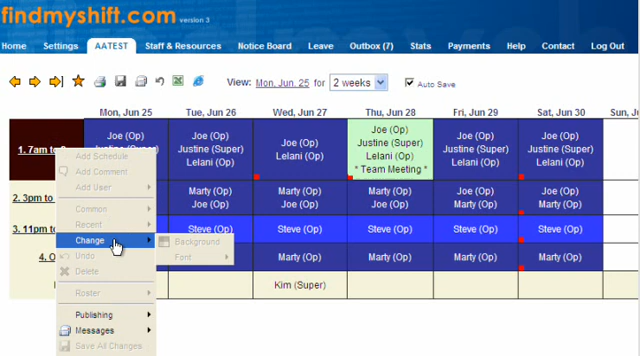 findmyshift.com version 3
Home Settings AATEST Staff & Resources Notice Board Leave Outbox (7) Stats Payments Help Contact Log Out
View: Mon, Jun. 25 for 2 weeks Auto Save
Mon, Jun 25 Tue, Jun 26 Wed, Jun 27 Thu, Jun 28 Fri, Jun 29 Sat, Jun 30 Sun, Ju
1. 7am to
Joe (Op)
Justine (Super)
Joe (Op)
Justine (Super)
Lelani (Op)
Joe (Op)
Lelani (Op)
Joe (Op)
Justine (Super)
Lelani (Op)
* Team Meeting *
Joe (Op)
Justine (Super)
Lelani (Op)
Joe (Op)
Justine (Super)
Lelani (Op)
2. 3pm to
Marty (Op)
Joe (Op)
Marty (Op)
Joe (Op)
Marty (Op)
Joe (Op)
Joe (Op)
Marty (Op)
Joe (Op)
Marty (Op)
3. 11pm to
Steve (Op) Steve (Op) Steve (Op) Steve (Op) Steve (Op)
4. O
Marty (Op) Marty (Op) Marty (Op) Marty (Op) Marty (Op)
Kim (Super)
Add Schedule
Add Comment
Add User
Common
Recent
Change
Background
Font
Undo
Delete
Roster
Publishing
Messages
Save All Changes